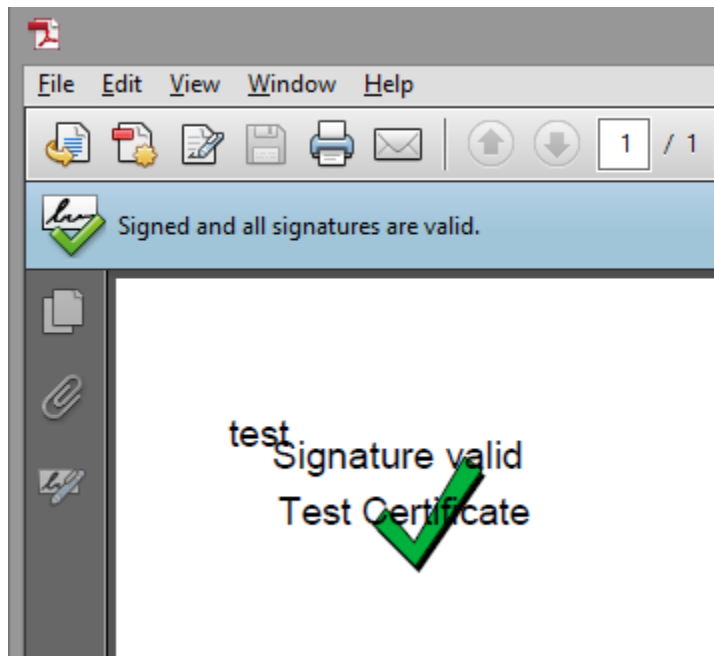 File Edit View Window Help
1 / 1
Signed and all signatures are valid.
test
Signature valid
Test Certificate